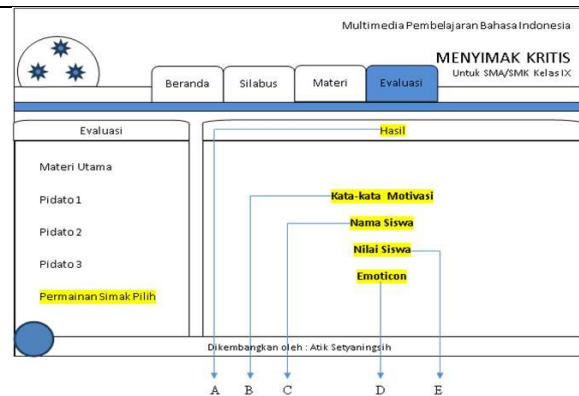 Multimedia Pembelajaran Bahasa Indonesia
MENYIMAK KRITIS
Untuk SMA/SMK Kelas IX
Beranda
Silabus
Materi
Evaluasi
Evaluasi
Hasil
Materi Utama
Pidato 1
Pidato 2
Pidato 3
Permainan Simak Pilih
Kata-kata Motivasi
Nama Siswa
Nilai Siswa
Emoticon
Dikembangkan oleh : Atik Setyaningsih
A B C D E